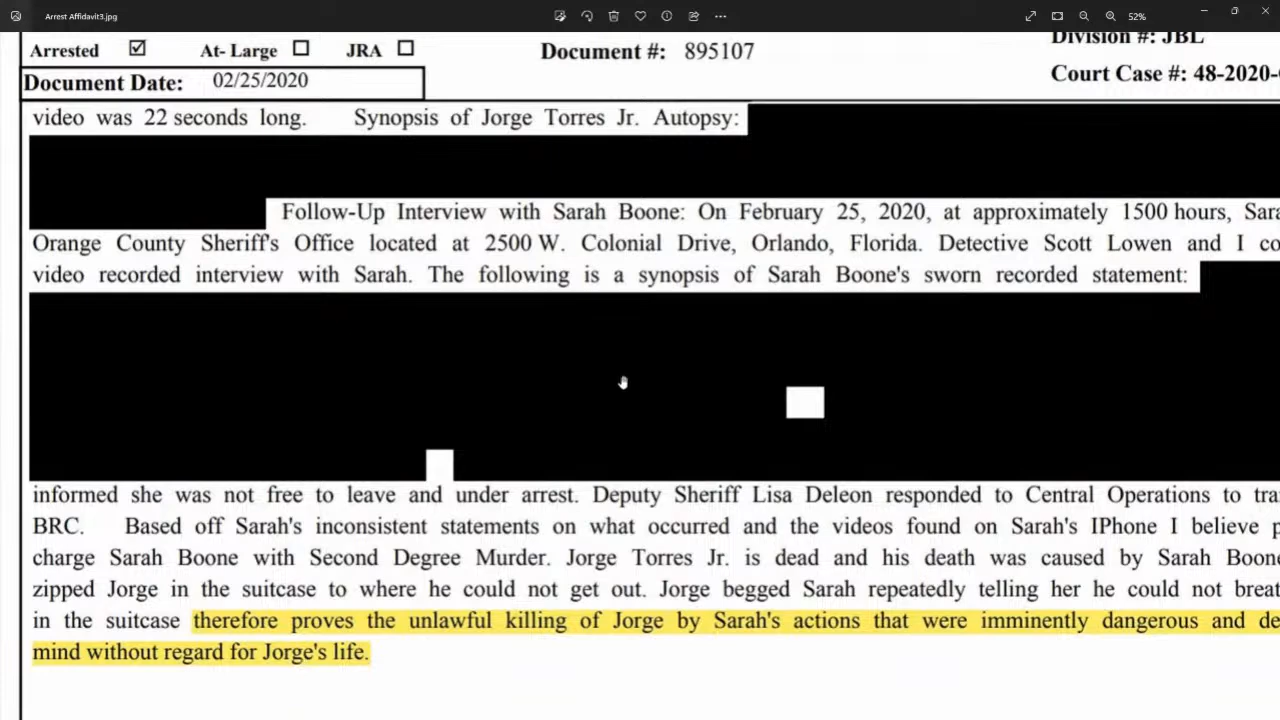 Arrest Affidavit3.jpg
52%
Arrested At- Large JRA Document #: 895107 Division #: JBL
Document Date: 02/25/2020 Court Case #: 48-2020-
video was 22 seconds long. Synopsis of Jorge Torres Jr. Autopsy:
Follow-Up Interview with Sarah Boone: On February 25, 2020, at approximately 1500 hours,
Orange County Sheriff's Office located at 2500 W. Colonial Drive, Orlando, Florida. Detective Scott Lowen and I
video recorded interview with Sarah. The following is a synopsis of Sarah Boone's sworn recorded statement:
informed she was not free to leave and under arrest. Deputy Sheriff Lisa Deleon responded to Central Operations to
BRC. Based off Sarah's inconsistent statements on what occurred and the videos found on Sarah's IPhone I believe
charge Sarah Boone with Second Degree Murder. Jorge Torres Jr. is dead and his death was caused by Sarah
zipped Jorge in the suitcase to where he could not get out. Jorge begged Sarah repeatedly telling her he could not
in the suitcase therefore proves the unlawful killing of Jorge by Sarah's actions that were imminently dangerous and
mind without regard for Jorge's life.